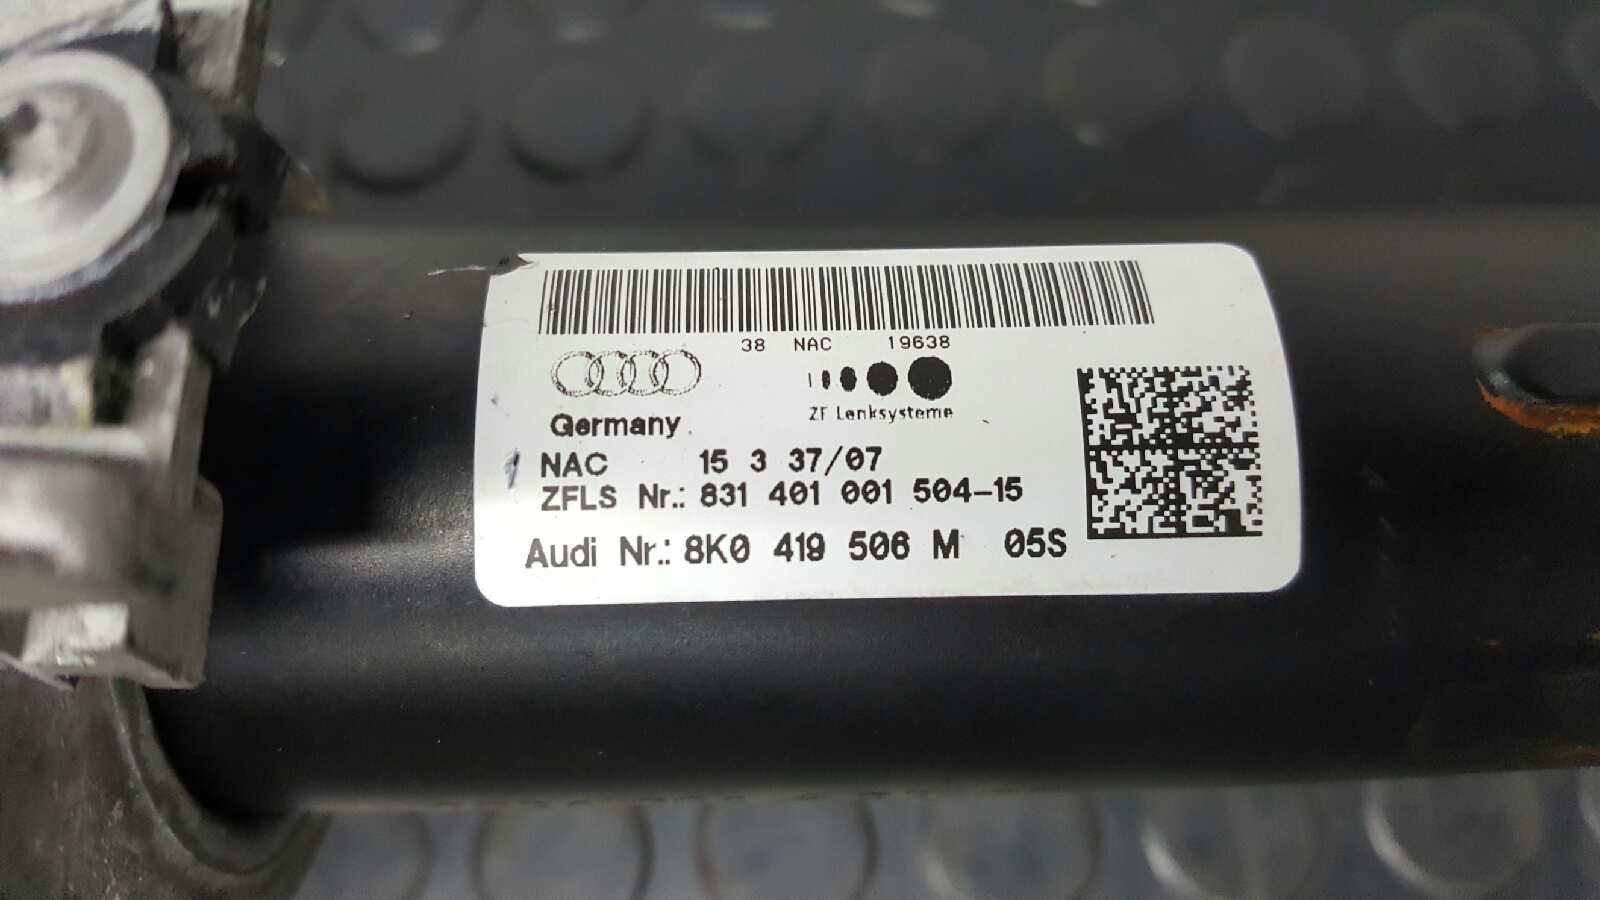 38 NAC 19638
ZF Lenksysteme
Germany
NAC 15 3 37/07
ZFLS Nr.: 831 401 001 504-15
Audi Nr.: 8K0 419 506 M 05S